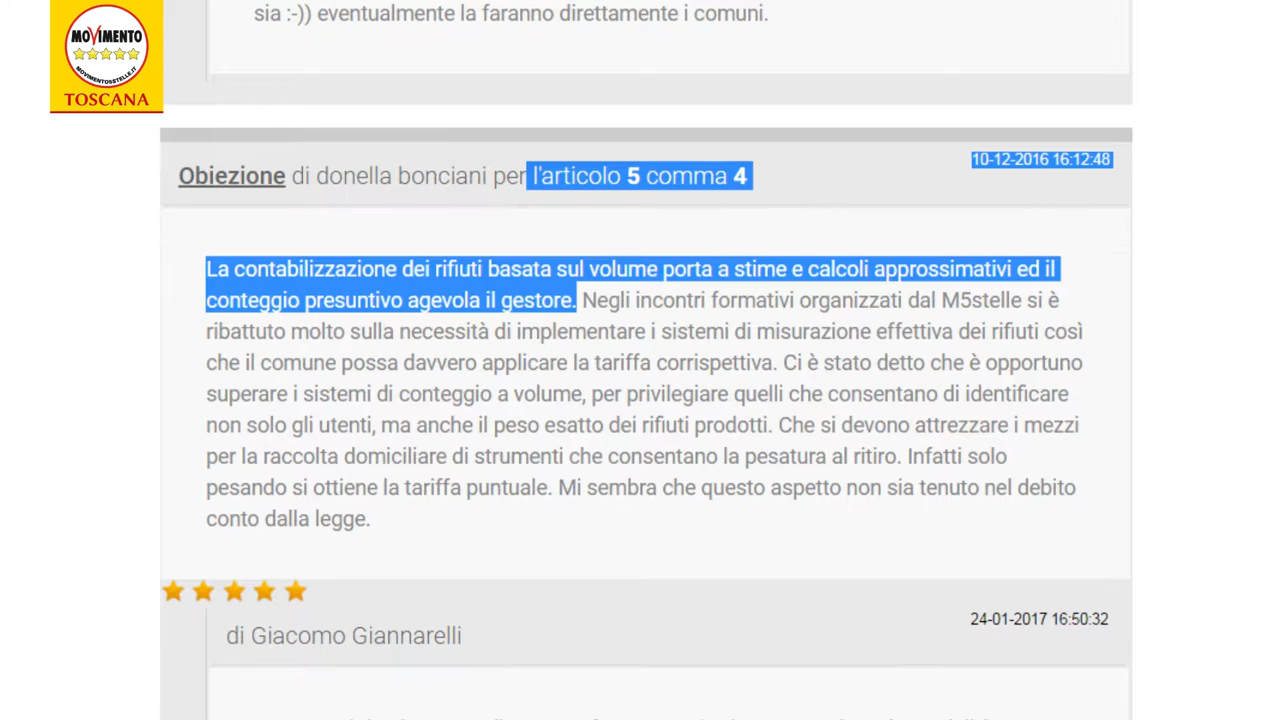 sia :-)) eventualmente la faranno direttamente i comuni.
MOVIMENTO
MOVIMENTO5STELLE.IT
TOSCANA
Obiezione di donella bonciani per l'articolo 5 comma 4
10-12-2016 16:12:48
La contabilizzazione dei rifiuti basata sul volume porta a stime e calcoli approssimativi ed il
conteggio presuntivo agevola il gestore. Negli incontri formativi organizzati dal M5stelle si è
ribattuto molto sulla necessità di implementare i sistemi di misurazione effettiva dei rifiuti così
che il comune possa davvero applicare la tariffa corrispettiva. Ci è stato detto che è opportuno
superare i sistemi di conteggio a volume, per privilegiare quelli che consentano di identificare
non solo gli utenti, ma anche il peso esatto dei rifiuti prodotti. Che si devono attrezzare i mezzi
per la raccolta domiciliare di strumenti che consentano la pesatura al ritiro. Infatti solo
pesando si ottiene la tariffa puntuale. Mi sembra che questo aspetto non sia tenuto nel debito
conto dalla legge.
di Giacomo Giannarelli
24-01-2017 16:50:32